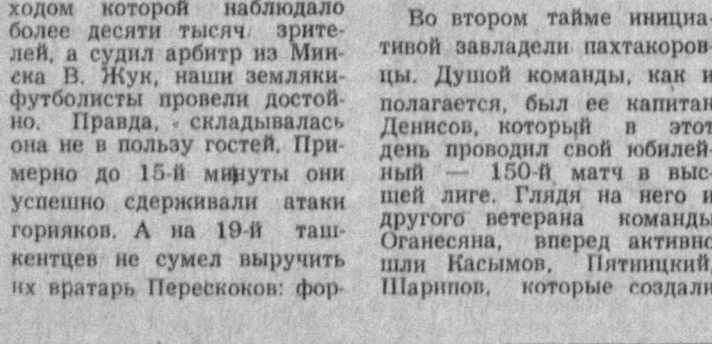 ходом которой наблюдало
более десяти тысяч зрите-
лей, а судил арбитр из Мин-
ска В. Жук, наши земляки-
футболисты провели достой-
но. Правда, складывалась
она не в пользу гостей. При-
мерно до 15-й минуты они
успешно сдерживали атаки
горняков. А на 19-й таш-
кентцев не сумел выручить
их вратарь Перескоков: фор-
Во втором тайме инициа-
тивой завладели пахтакоров-
цы. Душой команды, как и
полагается, был ее капитан
Денисов, который в этот
день проводил свой юбилей-
ный — 150-й матч в выс-
шей лиге. Глядя на него и
другого ветерана команды
Оганесяна, вперед активно
шли Касымов, Пятницкий,
Шарипов, которые создали